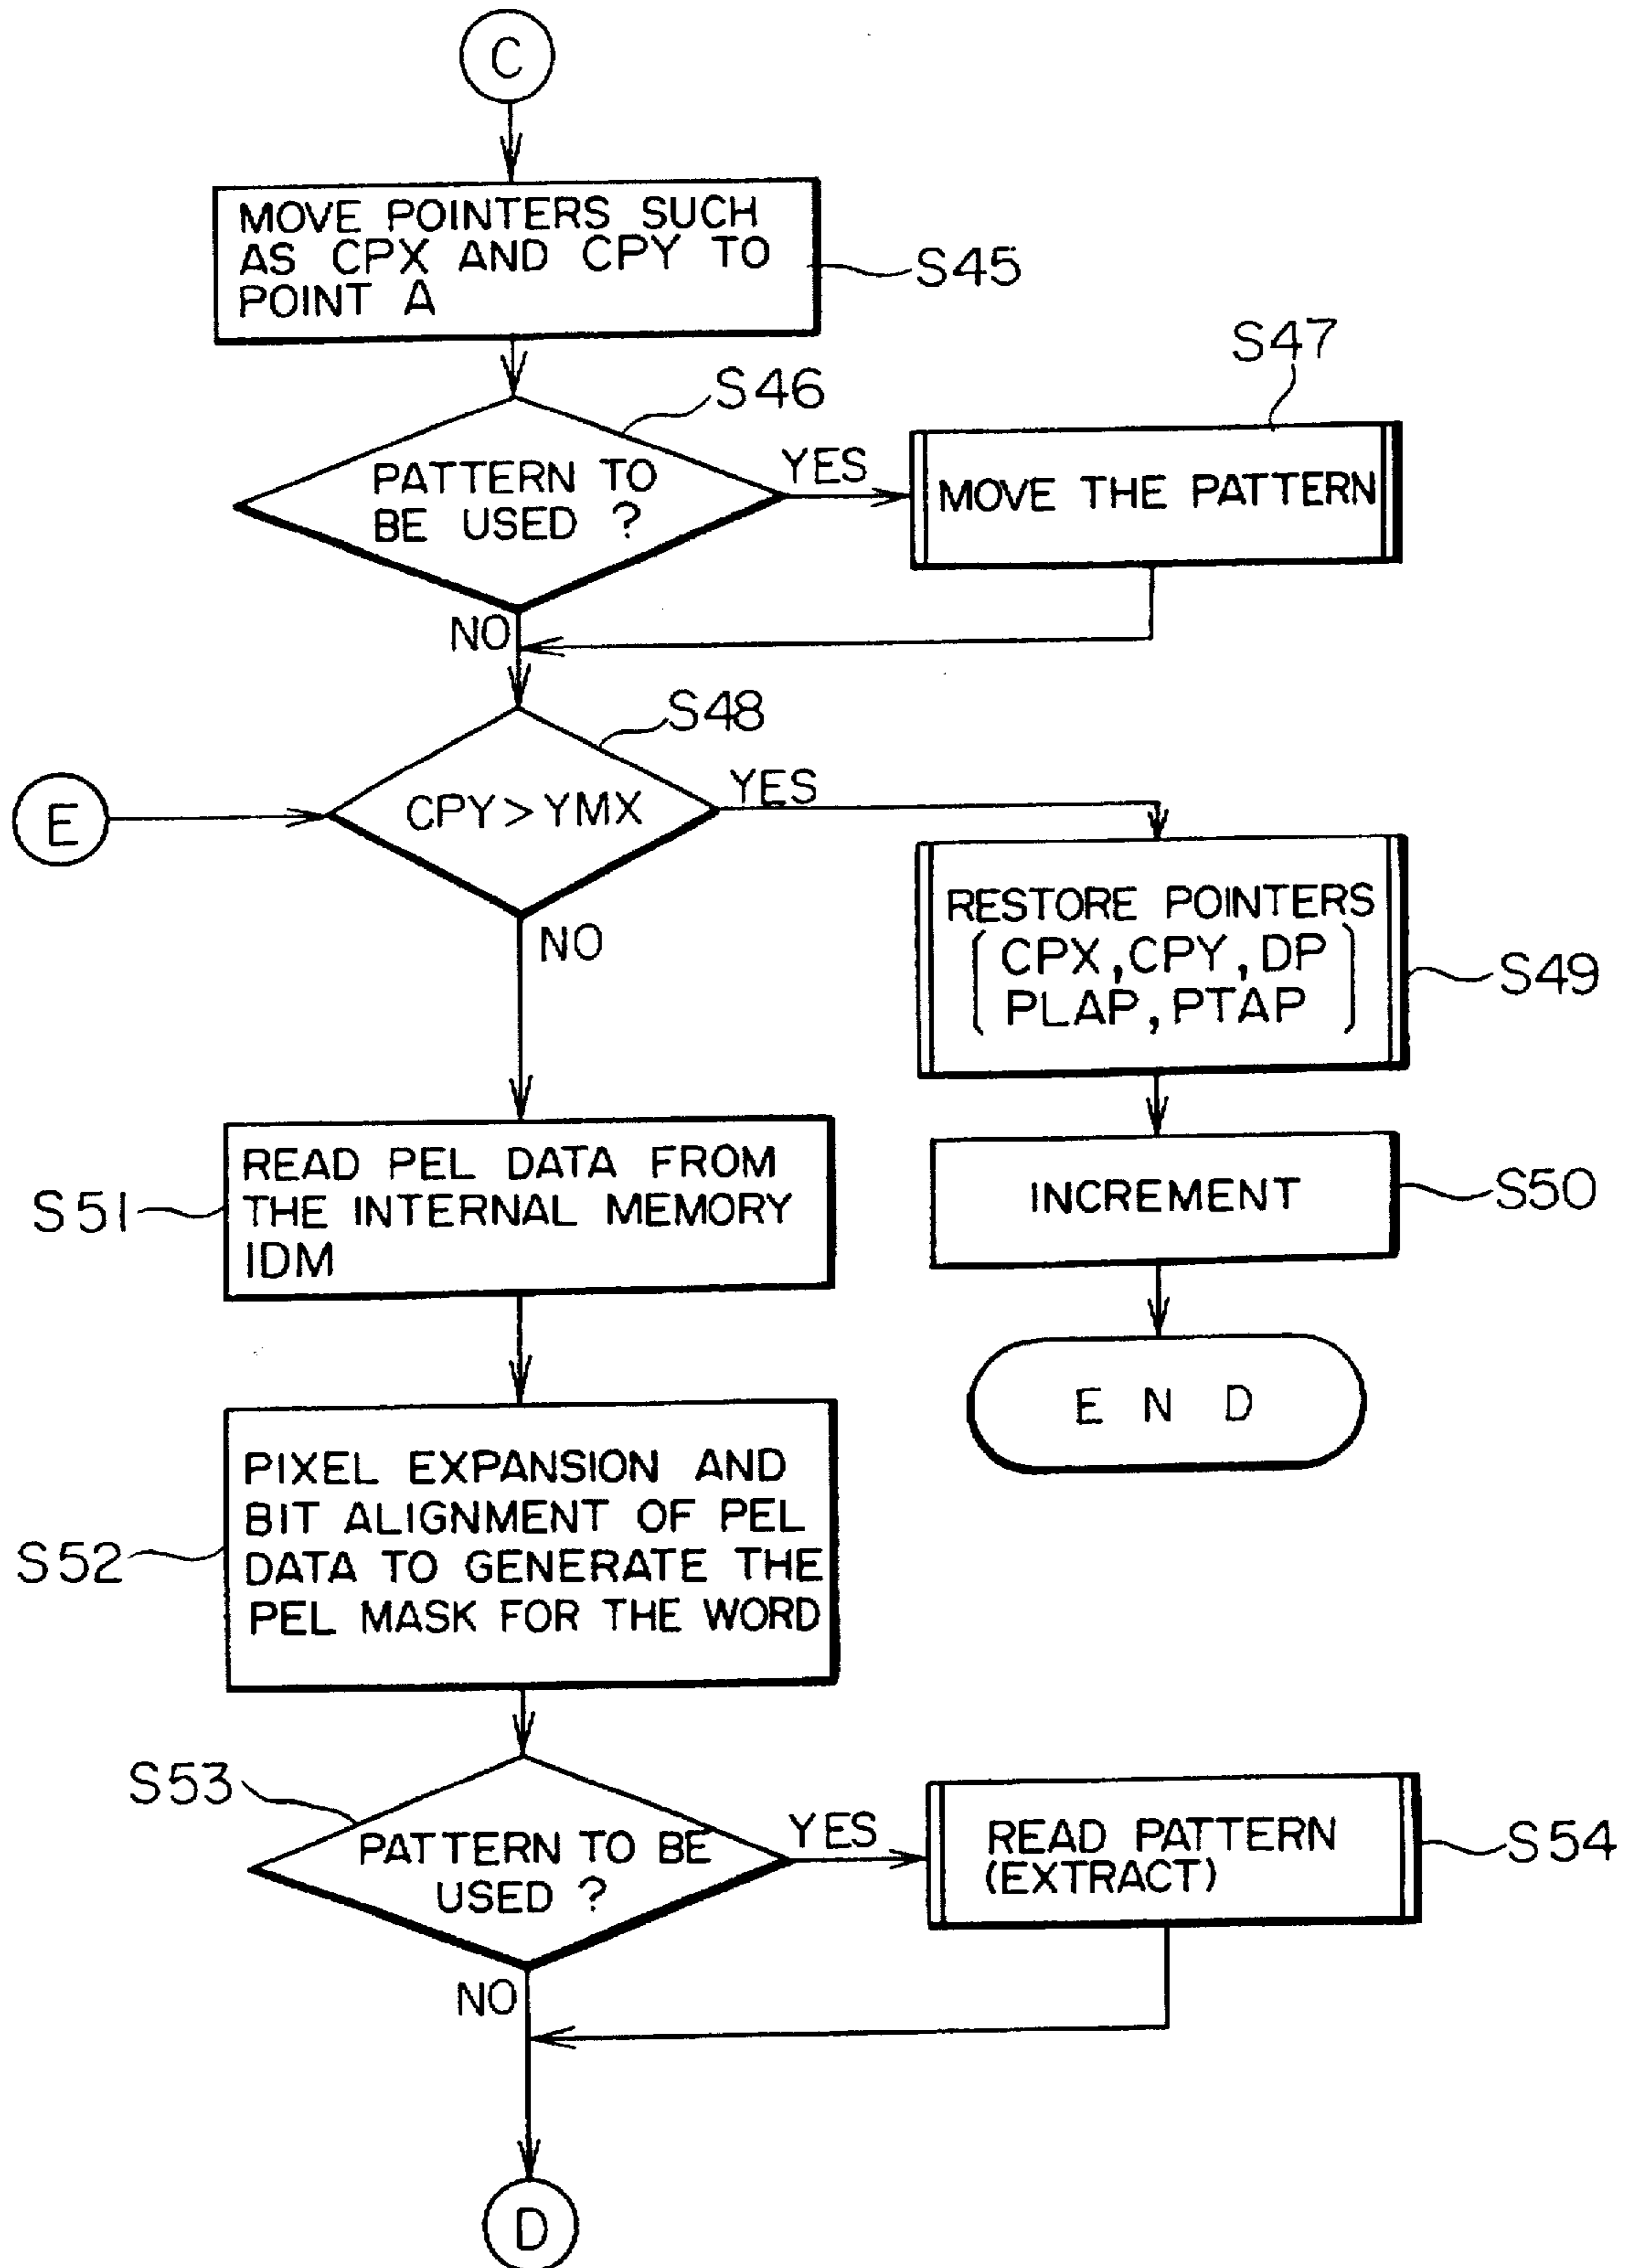 C
MOVE POINTERS SUCH
AS CPX AND CPY TO
POINT A
S45
S46
PATTERN TO
BE USED ?
YES
NO
S47
MOVE THE PATTERN
S48
E
CPY > YMX
YES
NO
RESTORE POINTERS
[ CPX, CPY, DP
PLAP, PTAP ]
S49
INCREMENT
S50
E N D
S51
READ PEL DATA FROM
THE INTERNAL MEMORY
IDM
S52
PIXEL EXPANSION AND
BIT ALIGNMENT OF PEL
DATA TO GENERATE THE
PEL MASK FOR THE WORD
S53
PATTERN TO BE
USED ?
YES
NO
READ PATTERN
(EXTRACT)
S54
D